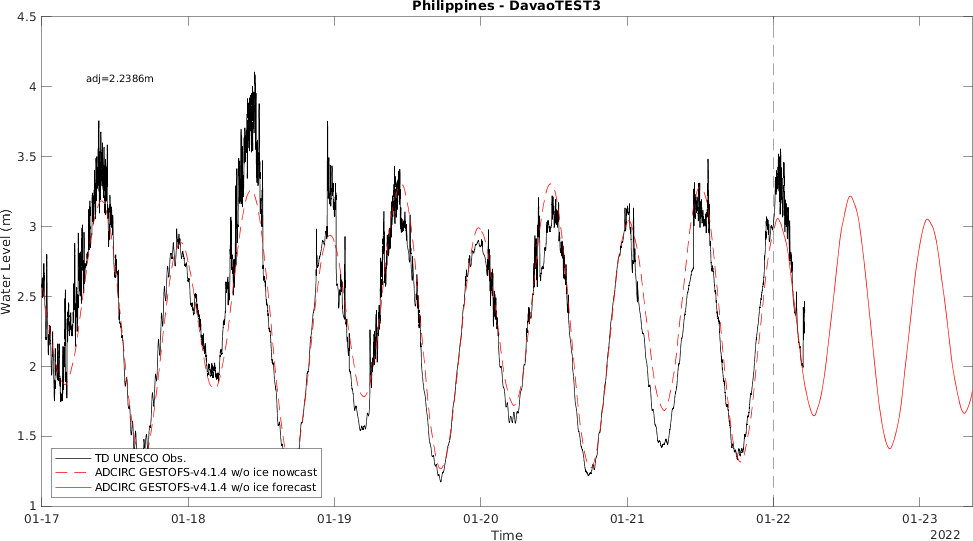 Philippines - DavaoTEST3
4.5
adj=2.2386m
4
3.5
3
2.5
2
1.5
1
Water Level (m)
TD UNESCO Obs.
ADCIRC GESTOFS-v4.1.4 w/o ice nowcast
ADCIRC GESTOFS-v4.1.4 w/o ice forecast
01-17 01-18 01-19 01-20 01-21 01-22 01-23
Time
2022